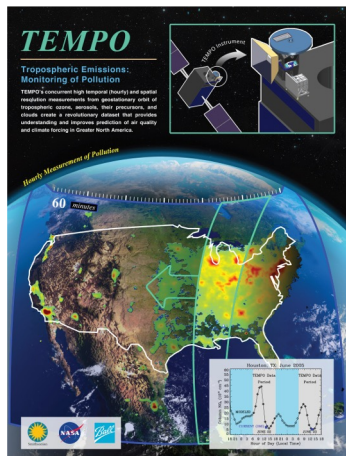 TEMPO
Tropospheric Emissions:
Monitoring of Pollution
TEMPO's concurrent high temporal (hourly) and spatial
resolution measurements from geostationary orbit of
tropospheric ozone, aerosols, their precursors, and
clouds create a revolutionary dataset that provides
understanding and improves prediction of air quality
and climate forcing in Greater North America.
TEMPO Instrument
Hourly Measurement of Pollution
60 minutes
Houston, TX: June 2000
TEMPO Data
Period
TEMPO Data
Period
Hour of Day (Local Time)
Smithsonian
NASA
Ball